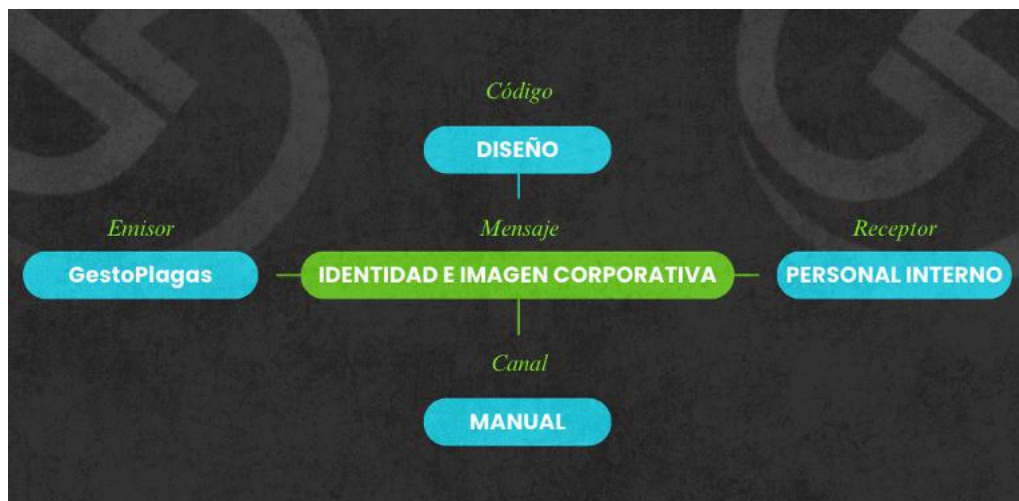 Código
DISEÑO
Emisor
Mensaje
Receptor
GestoPlagas
IDENTIDAD E IMAGEN CORPORATIVA
PERSONAL INTERNO
Canal
MANUAL